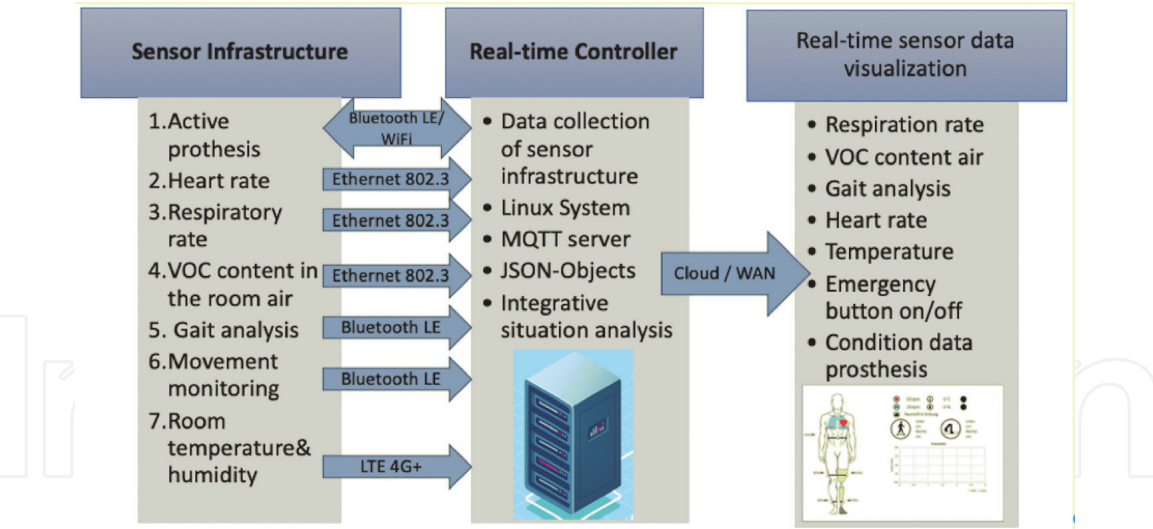 Sensor Infrastructure
1.Active
prothesis
2.Heart rate
3.Respiratory
rate
4.VOC content in
the room air
5. Gait analysis
6.Movement
monitoring
7.Room
temperature&
humidity
Bluetooth LE/
WiFi
Ethernet 802.3
Ethernet 802.3
Ethernet 802.3
Bluetooth LE
Bluetooth LE
LTE 4G+
Real-time Controller
• Data collection
of sensor
infrastructure
• Linux System
• MQTT server
• JSON-Objects
• Integrative
situation analysis
Cloud / WAN
Real-time sensor data
visualization
• Respiration rate
• VOC content air
• Gait analysis
• Heart rate
• Temperature
• Emergency
button on/off
• Condition data
prosthesis